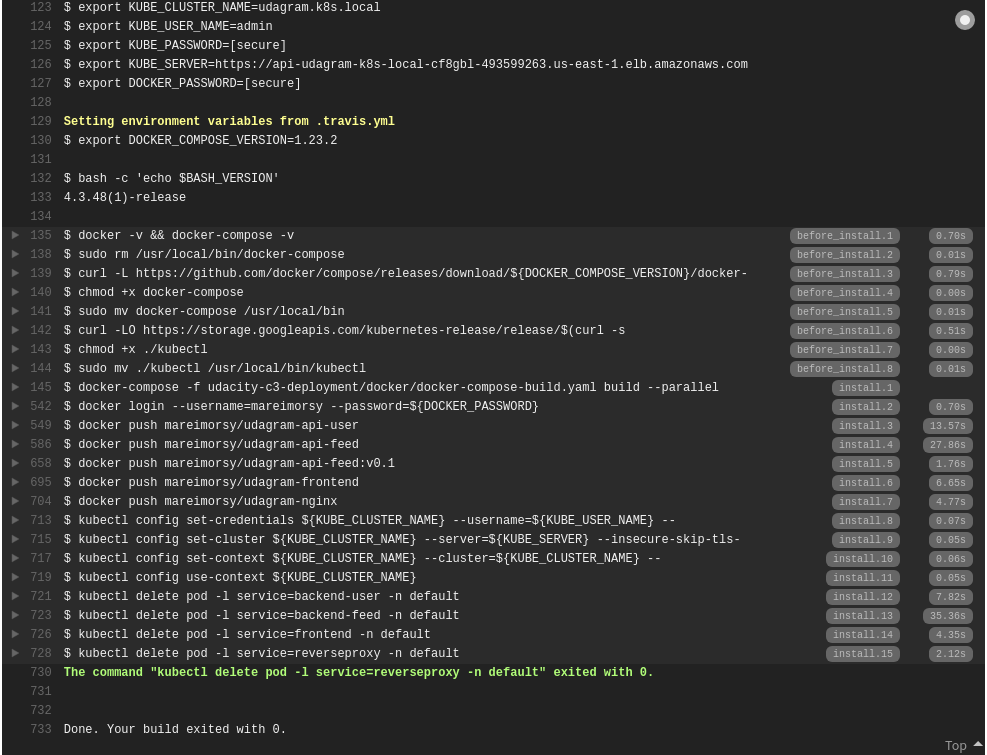 123 $ export KUBE_CLUSTER_NAME=udagram.k8s.local
124 $ export KUBE_USER_NAME=admin
125 $ export KUBE_PASSWORD=[secure]
126 $ export KUBE_SERVER=https://api-udagram-k8s-local-cf8gbl-493599263.us-east-1.elb.amazonaws.com
127 $ export DOCKER_PASSWORD=[secure]
128
129 Setting environment variables from .travis.yml
130 $ export DOCKER_COMPOSE_VERSION=1.23.2
131
132 $ bash -c 'echo $BASH_VERSION'
133 4.3.48(1)-release
134
135 $ docker -v && docker-compose -v before_install.1 0.70s
138 $ sudo rm /usr/local/bin/docker-compose before_install.2 0.01s
139 $ curl -L https://github.com/docker/compose/releases/download/${DOCKER_COMPOSE_VERSION}/docker- before_install.3 0.79s
140 $ chmod +x docker-compose before_install.4 0.00s
141 $ sudo mv docker-compose /usr/local/bin before_install.5 0.01s
142 $ curl -LO https://storage.googleapis.com/kubernetes-release/release/$(curl -s before_install.6 0.51s
143 $ chmod +x ./kubectl before_install.7 0.00s
144 $ sudo mv ./kubectl /usr/local/bin/kubectl before_install.8 0.01s
145 $ docker-compose -f udacity-c3-deployment/docker/docker-compose-build.yaml build --parallel install.1
542 $ docker login --username=mareimorsy --password=${DOCKER_PASSWORD} install.2 0.70s
549 $ docker push mareimorsy/udagram-api-user install.3 13.57s
586 $ docker push mareimorsy/udagram-api-feed install.4 27.86s
658 $ docker push mareimorsy/udagram-api-feed:v0.1 install.5 1.76s
695 $ docker push mareimorsy/udagram-frontend install.6 6.65s
704 $ docker push mareimorsy/udagram-nginx install.7 4.77s
713 $ kubectl config set-credentials ${KUBE_CLUSTER_NAME} --username=${KUBE_USER_NAME} -- install.8 0.07s
715 $ kubectl config set-cluster ${KUBE_CLUSTER_NAME} --server=${KUBE_SERVER} --insecure-skip-tls- install.9 0.05s
717 $ kubectl config set-context ${KUBE_CLUSTER_NAME} --cluster=${KUBE_CLUSTER_NAME} -- install.10 0.06s
719 $ kubectl config use-context ${KUBE_CLUSTER_NAME} install.11 0.05s
721 $ kubectl delete pod -l service=backend-user -n default install.12 7.82s
723 $ kubectl delete pod -l service=backend-feed -n default install.13 35.36s
726 $ kubectl delete pod -l service=frontend -n default install.14 4.35s
728 $ kubectl delete pod -l service=reverseproxy -n default install.15 2.12s
730 The command "kubectl delete pod -l service=reverseproxy -n default" exited with 0.
731
732
733 Done. Your build exited with 0.
Top